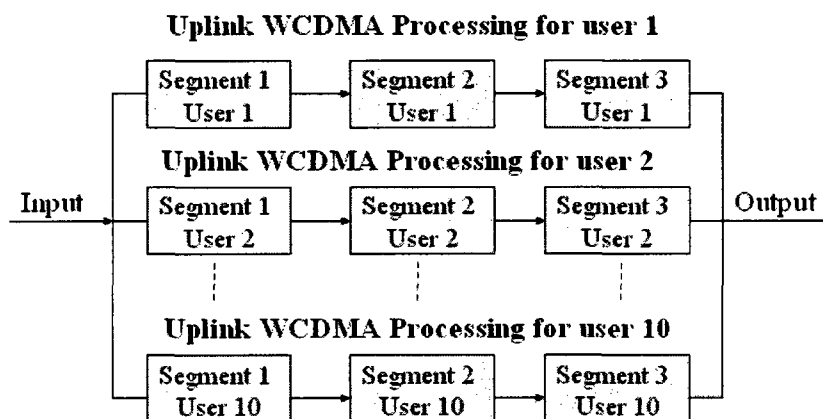 Uplink WCDMA Processing for user 1
Segment 1
User 1
Segment 2
User 1
Segment 3
User 1
Uplink WCDMA Processing for user 2
Input
Segment 1
User 2
Segment 2
User 2
Segment 3
User 2
Output
Uplink WCDMA Processing for user 10
Segment 1
User 10
Segment 2
User 10
Segment 3
User 10